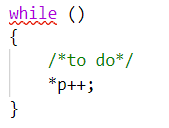 while ()
{
/*to do*/
*p++;
}